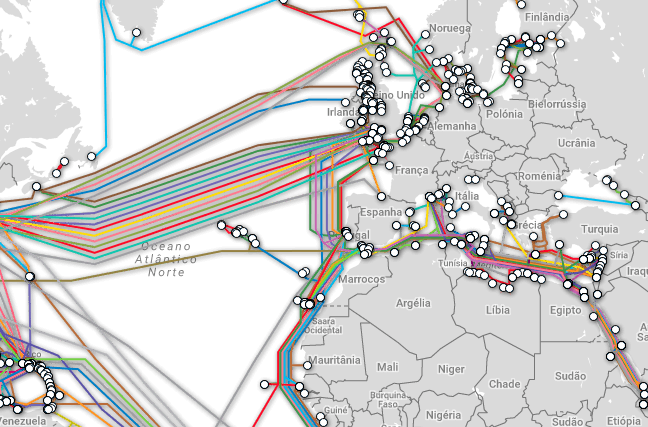 Noruega
Finlândia
Irlanda
Reino Unido
Bielorrússia
Polónia
Alemanha
Ucrânia
Áustria
França
Roménia
Itália
Espanha
Portugal
Grécia
Turquia
Oceano
Atlântico
Norte
Tunísia
Síria
Marrocos
Argélia
Líbia
Egipto
Saara
Ocidental
Mauritânia
Mali
Níger
Chade
Sudão
Burquina
Faso
Guiné
Nigéria
Sudão
Etiópia
Venezuela